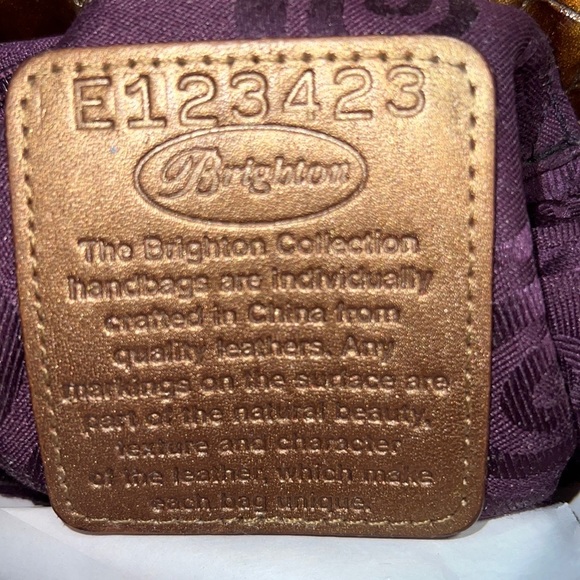 E123423
Brighton
The Brighton Collection
handbags are individually
crafted in China from
quality leathers. Any
markings on the surface are
part of the natural beauty,
texture and character
of the leather, which make
each bag unique.